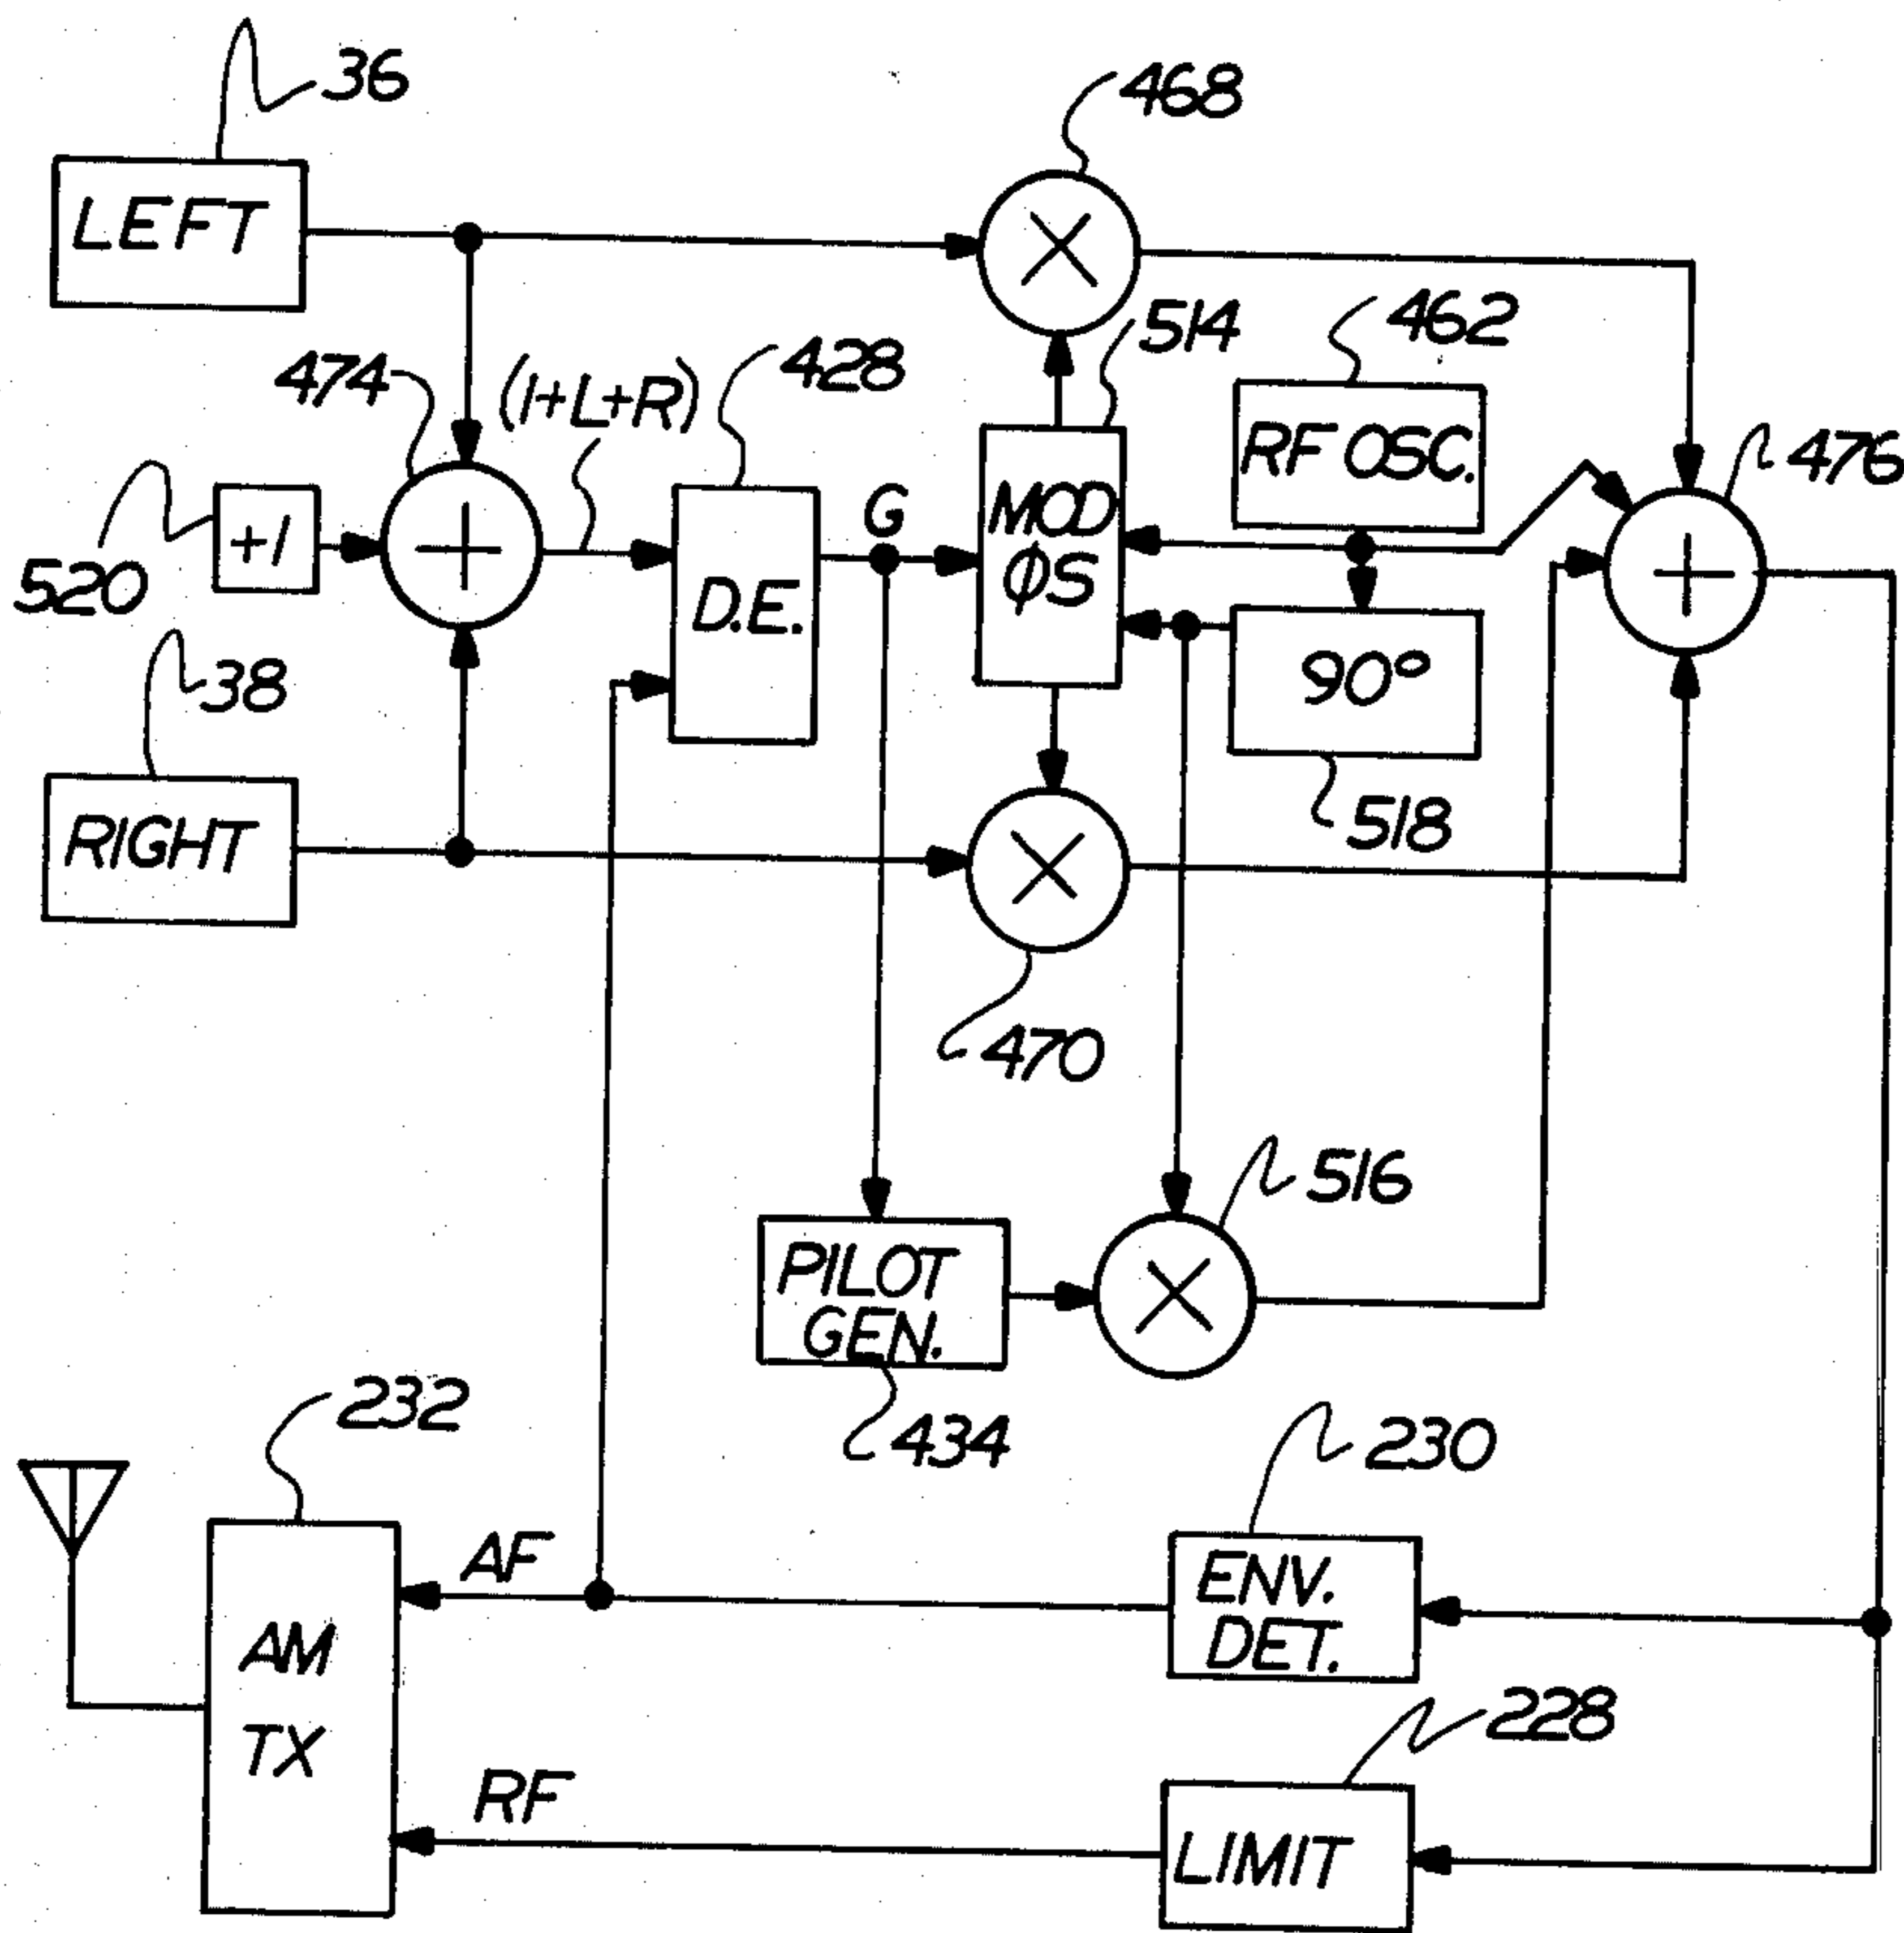 36
468
LEFT
514
462
474
(1+L+R)
428
RF OSC.
476
+
+1
G
MOD
ØS
520
D.E.
+
90°
38
518
RIGHT
470
516
PILOT
GEN.
232
434
230
AF
ENV.
DET.
AM
TX
228
RF
LIMIT